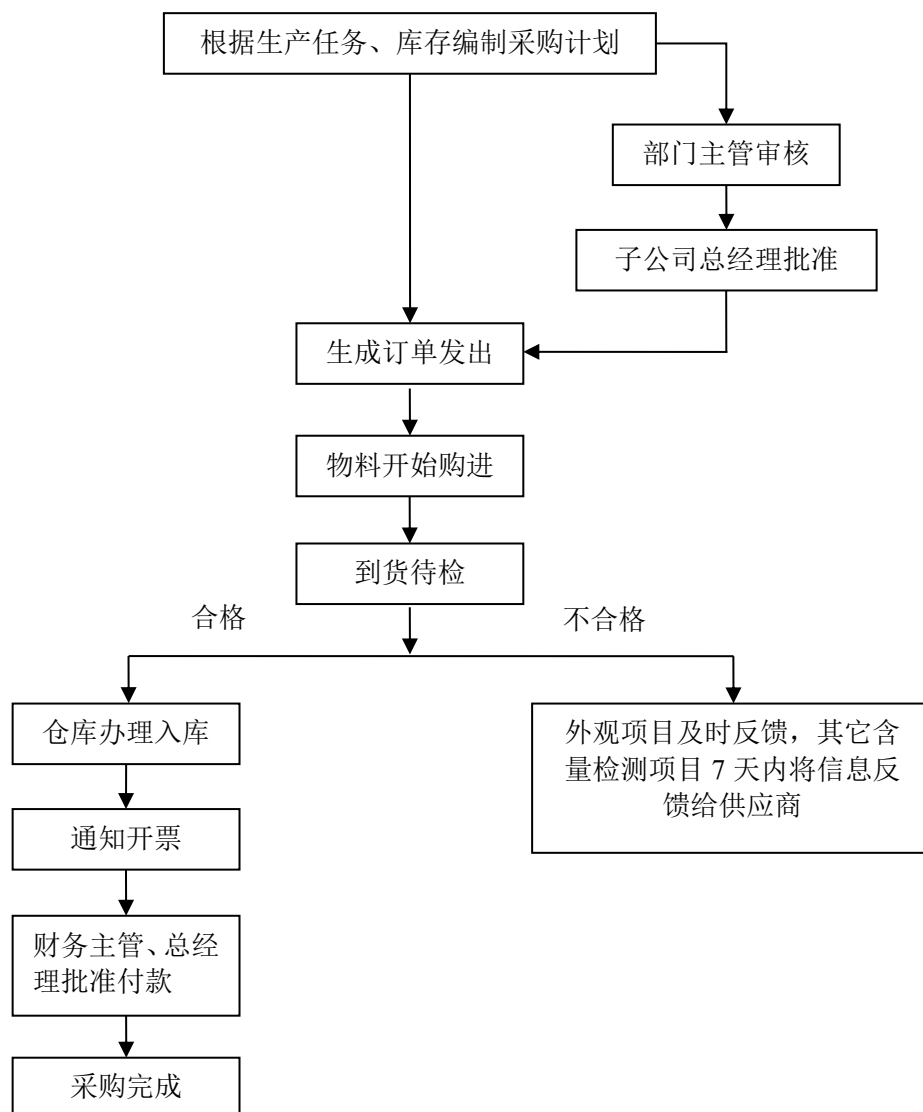 根据生产任务、库存编制采购计划
部门主管审核
子公司总经理批准
生成订单发出
物料开始购进
到货待检
合格
不合格
仓库办理入库
外观项目及时反馈，其它含
量检测项目 7 天内将信息反
馈给供应商
通知开票
财务主管、总经
理批准付款
采购完成